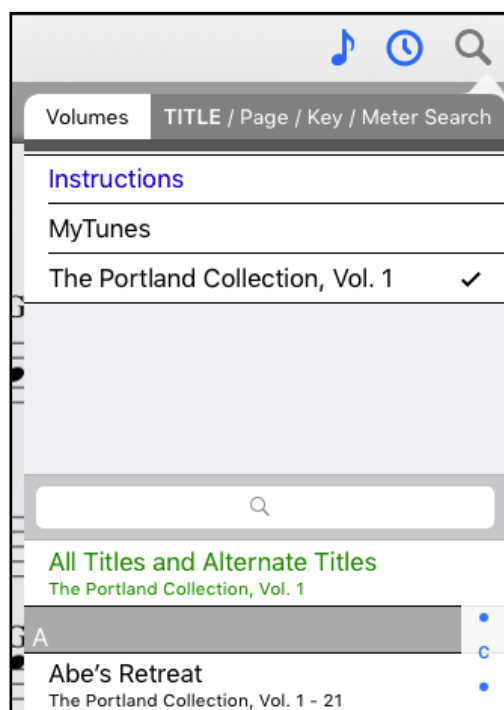 Volumes TITLE / Page / Key / Meter Search
Instructions
MyTunes
The Portland Collection, Vol. 1
G
All Titles and Alternate Titles
The Portland Collection, Vol. 1
G A
C
Abe's Retreat
The Portland Collection, Vol. 1 - 21